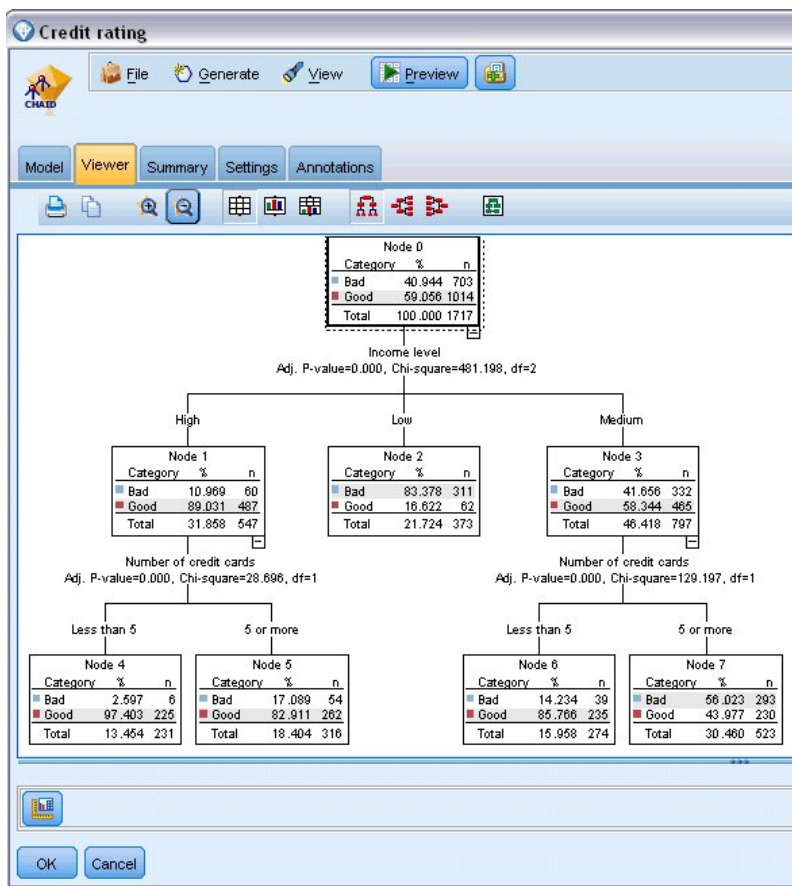 Credit rating
CHAID
File Generate View Preview
Model Viewer Summary Settings Annotations
Node 0
Category % n
Bad 40.944 703
Good 59.056 1014
Total 100.000 1717
Income level
Adj. P-value=0.000, Chi-square=481.198, df=2
High Low Medium
Node 1
Category % n
Bad 10.969 60
Good 89.031 487
Total 31.858 547
Node 2
Category % n
Bad 83.378 311
Good 16.622 62
Total 21.724 373
Node 3
Category % n
Bad 41.656 332
Good 58.344 465
Total 46.418 797
Number of credit cards
Adj. P-value=0.000, Chi-square=28.696, df=1
Number of credit cards
Adj. P-value=0.000, Chi-square=129.197, df=1
Less than 5 5 or more
Less than 5 5 or more
Node 4
Category % n
Bad 2.597 6
Good 97.403 225
Total 13.454 231
Node 5
Category % n
Bad 17.089 54
Good 82.911 262
Total 18.404 316
Node 6
Category % n
Bad 14.234 39
Good 85.766 235
Total 15.958 274
Node 7
Category % n
Bad 56.023 293
Good 43.977 230
Total 30.460 523
OK Cancel